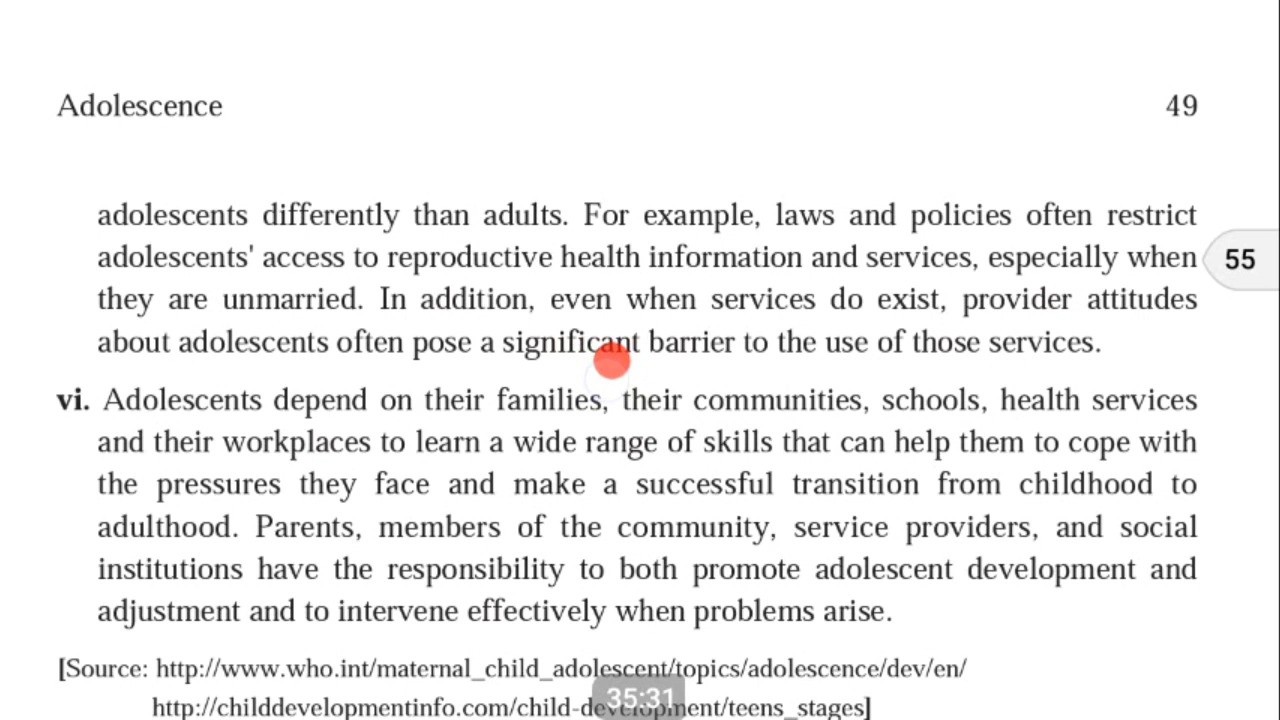 Adolescence 49
adolescents differently than adults. For example, laws and policies often restrict
adolescents' access to reproductive health information and services, especially when
55
they are unmarried. In addition, even when services do exist, provider attitudes
about adolescents often pose a significant barrier to the use of those services.
vi. Adolescents depend on their families, their communities, schools, health services
and their workplaces to learn a wide range of skills that can help them to cope with
the pressures they face and make a successful transition from childhood to
adulthood. Parents, members of the community, service providers, and social
institutions have the responsibility to both promote adolescent development and
adjustment and to intervene effectively when problems arise.
[Source: http://www.who.int/maternal_child_adolescent/topics/adolescence/dev/en/
http://childdevelopmentinfo.com/child-development/teens_stages]
35:31